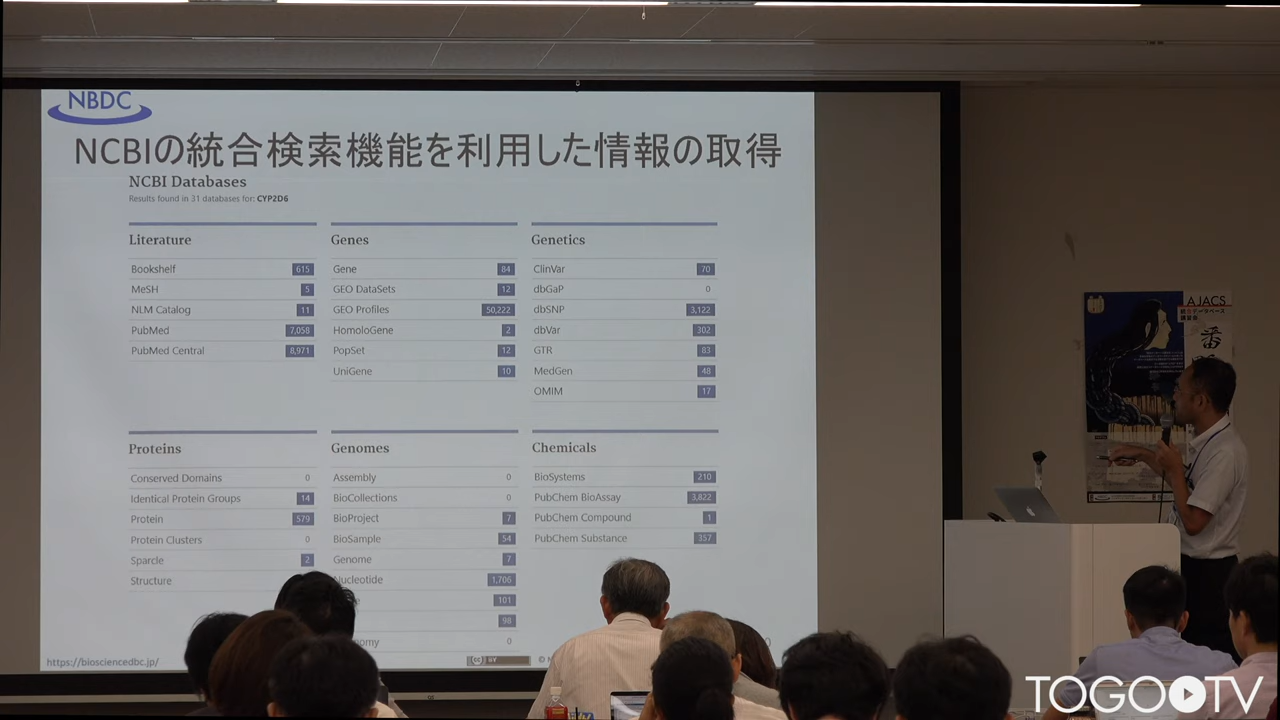 NBDC
NCBIの統合検索機能を利用した情報の取得
NCBI Databases
Results found in 31 databases for: CYP2D6
Literature
Bookshelf 615
MeSH 5
NLM Catalog 11
PubMed 7,058
PubMed Central 8,971
Genes
Gene 84
GEO DataSets 12
GEO Profiles 50,222
HomoloGene 2
PopSet 12
UniGene 10
Genetics
ClinVar 70
dbGaP 0
dbSNP 3,122
dbVar 302
GTR 83
MedGen 48
OMIM 17
Proteins
Conserved Domains 0
Identical Protein Groups 14
Protein 579
Protein Clusters 0
Sparcle 2
Structure
Genomes
Assembly 0
BioCollections 0
BioProject 7
BioSample 54
Genome 7
Nucleotide 1,706
101
98
nomy 0
Chemicals
BioSystems 210
PubChem BioAssay 3,822
PubChem Compound 1
PubChem Substance 357
https://biosciencedbc.jp/
cc BY
©
AJACS
番
TOGOTV